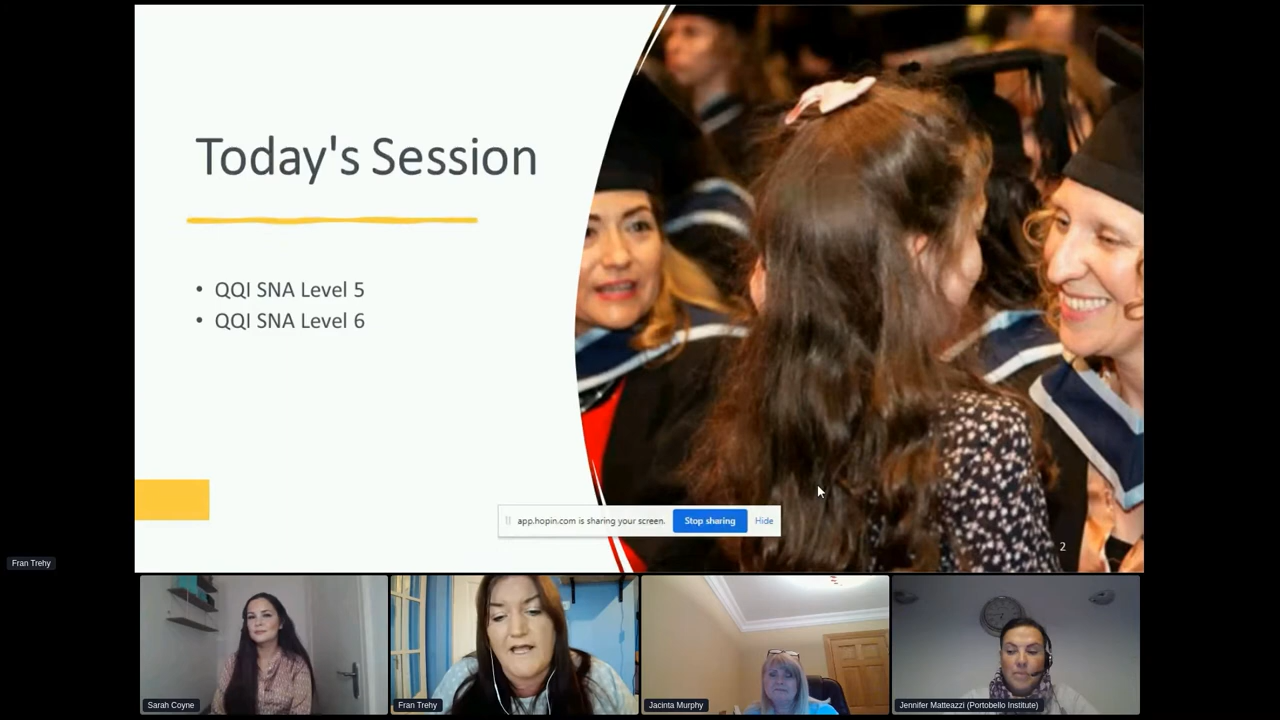 Today's Session
• QQI SNA Level 5
• QQI SNA Level 6
app.hopin.com is sharing your screen.
Stop sharing
Hide
2
Fran Trehy
Sarah Coyne
Fran Trehy
Jacinta Murphy
Jennifer Matteazzi (Portobello Institute)